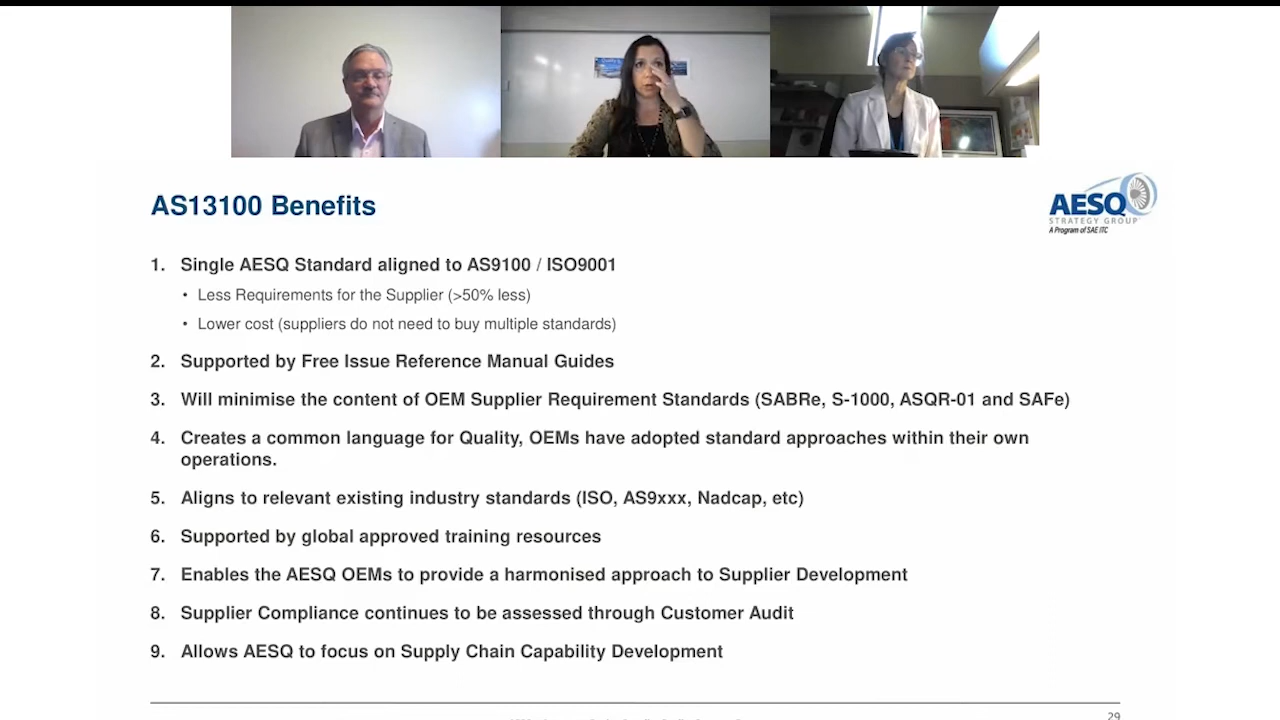 AS13100 Benefits
AESQ
STRATEGY GROUP
A Program of SAE ITC
1. Single AESQ Standard aligned to AS9100 / ISO9001
• Less Requirements for the Supplier (>50% less)
• Lower cost (suppliers do not need to buy multiple standards)
2. Supported by Free Issue Reference Manual Guides
3. Will minimise the content of OEM Supplier Requirement Standards (SABRe, S-1000, ASQR-01 and SAFe)
4. Creates a common language for Quality, OEMs have adopted standard approaches within their own
operations.
5. Aligns to relevant existing industry standards (ISO, AS9xxx, Nadcap, etc)
6. Supported by global approved training resources
7. Enables the AESQ OEMs to provide a harmonised approach to Supplier Development
8. Supplier Compliance continues to be assessed through Customer Audit
9. Allows AESQ to focus on Supply Chain Capability Development
29